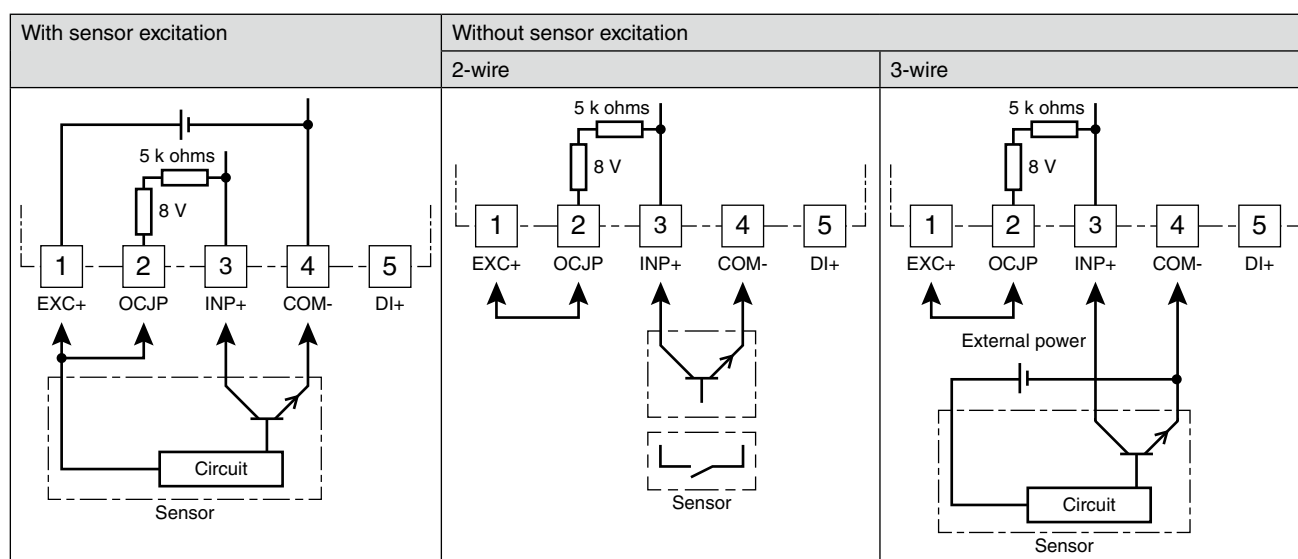 With sensor excitation
Without sensor excitation
2-wire
3-wire
5 k ohms
8 V
1 2 3 4 5
EXC+ OCJP INP+ COM- DI+
Circuit
Sensor
5 k ohms
8 V
1 2 3 4 5
EXC+ OCJP INP+ COM- DI+
Sensor
5 k ohms
8 V
1 2 3 4 5
EXC+ OCJP INP+ COM- DI+
External power
Circuit
Sensor